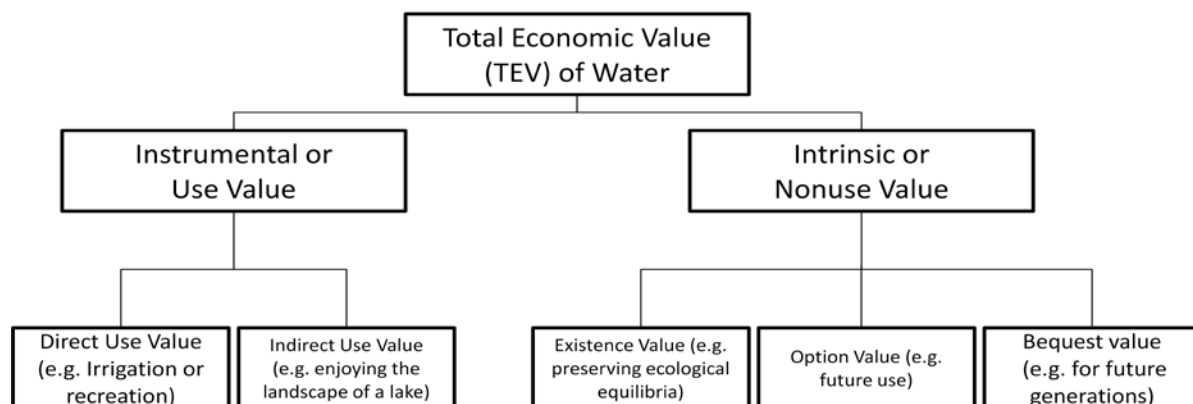 Total Economic Value
(TEV) of Water
Instrumental or
Use Value
Intrinsic or
Nonuse Value
Direct Use Value
(e.g. Irrigation or
recreation)
Indirect Use Value
(e.g. enjoying the
landscape of a lake)
Existence Value (e.g.
preserving ecological
equilibria)
Option Value (e.g.
future use)
Bequest value
(e.g. for future
generations)